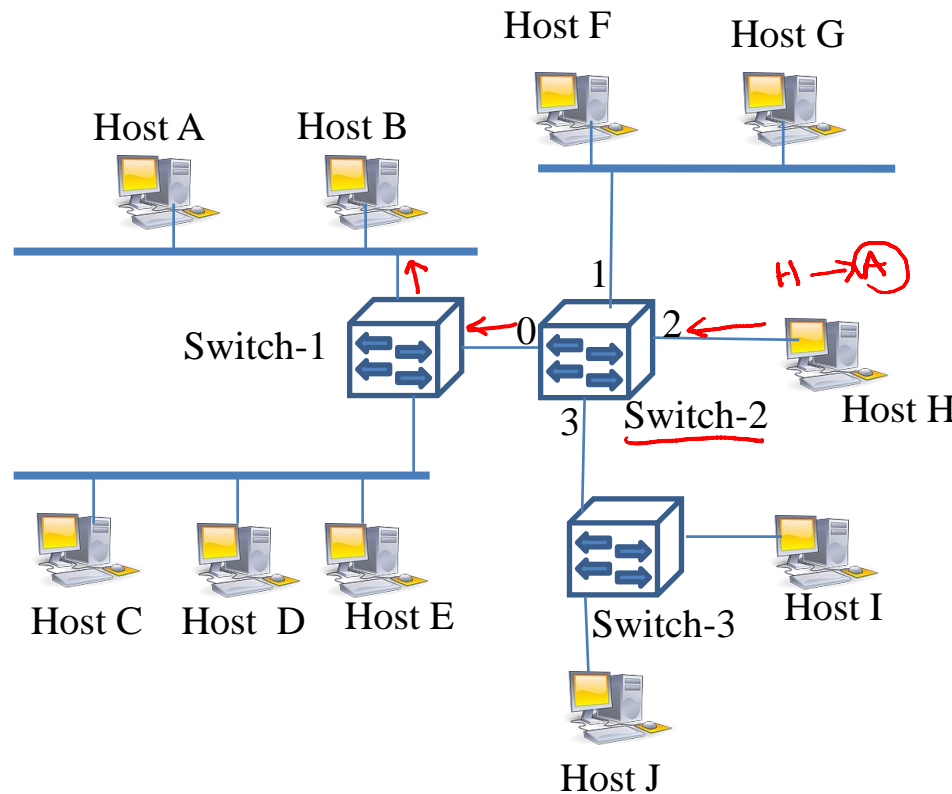 Host F
Host G
Host A
Host B
1
H → A
0
2
Switch-1
Host H
Switch-2
3
Host C
Host  D
Host E
Host I
Switch-3
Host J